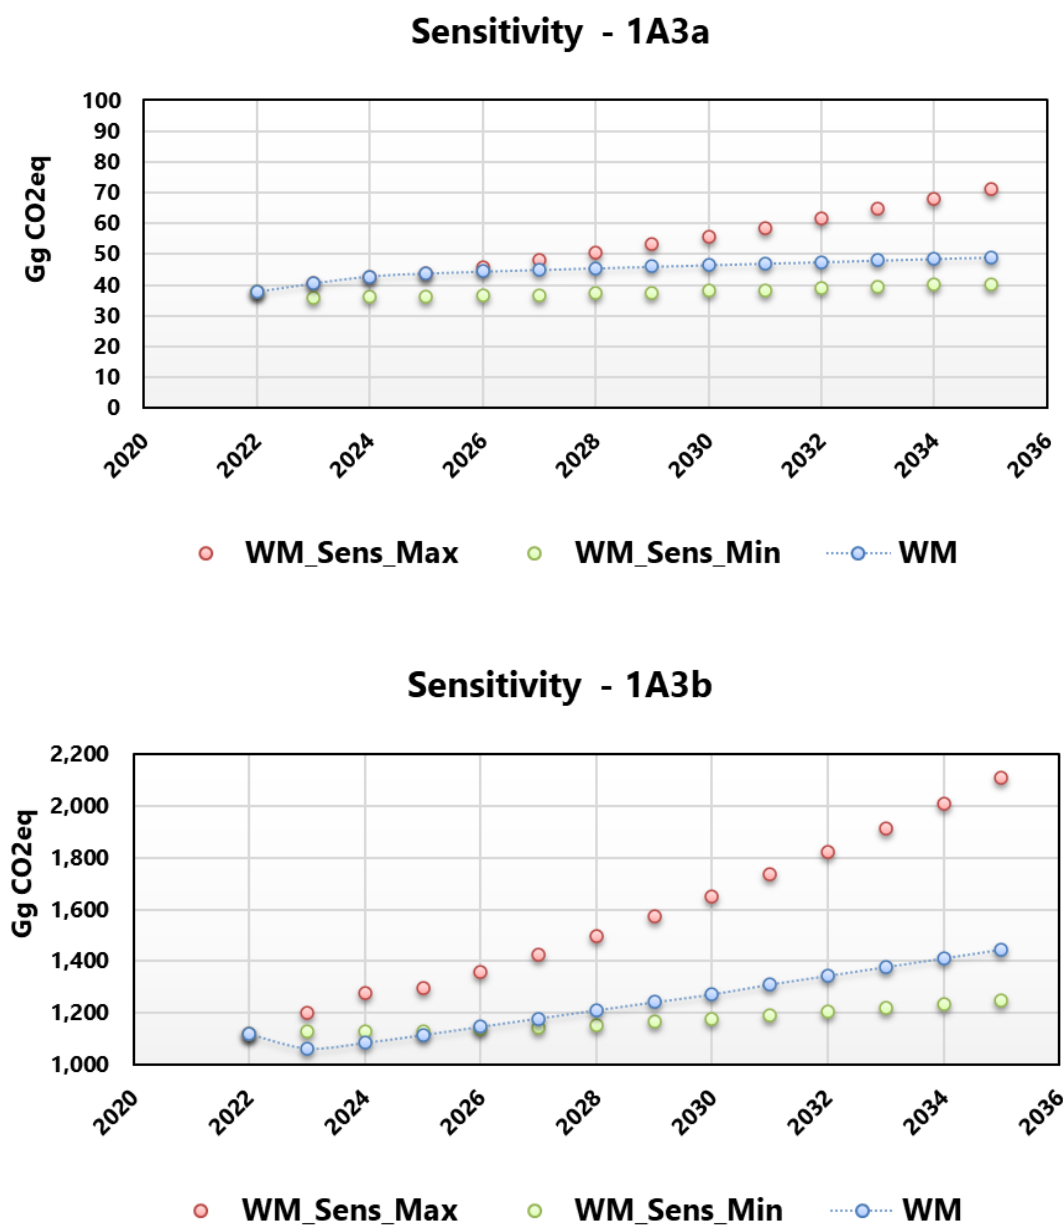 Sensitivity - 1A3a
Gg CO2eq
100
90
80
70
60
50
40
30
20
10
0
2020 2022 2024 2026 2028 2030 2032 2034 2036
WM_Sens_Max WM_Sens_Min WM
Sensitivity - 1A3b
Gg CO2eq
2,200
2,000
1,800
1,600
1,400
1,200
1,000
2020 2022 2024 2026 2028 2030 2032 2034 2036
WM_Sens_Max WM_Sens_Min WM